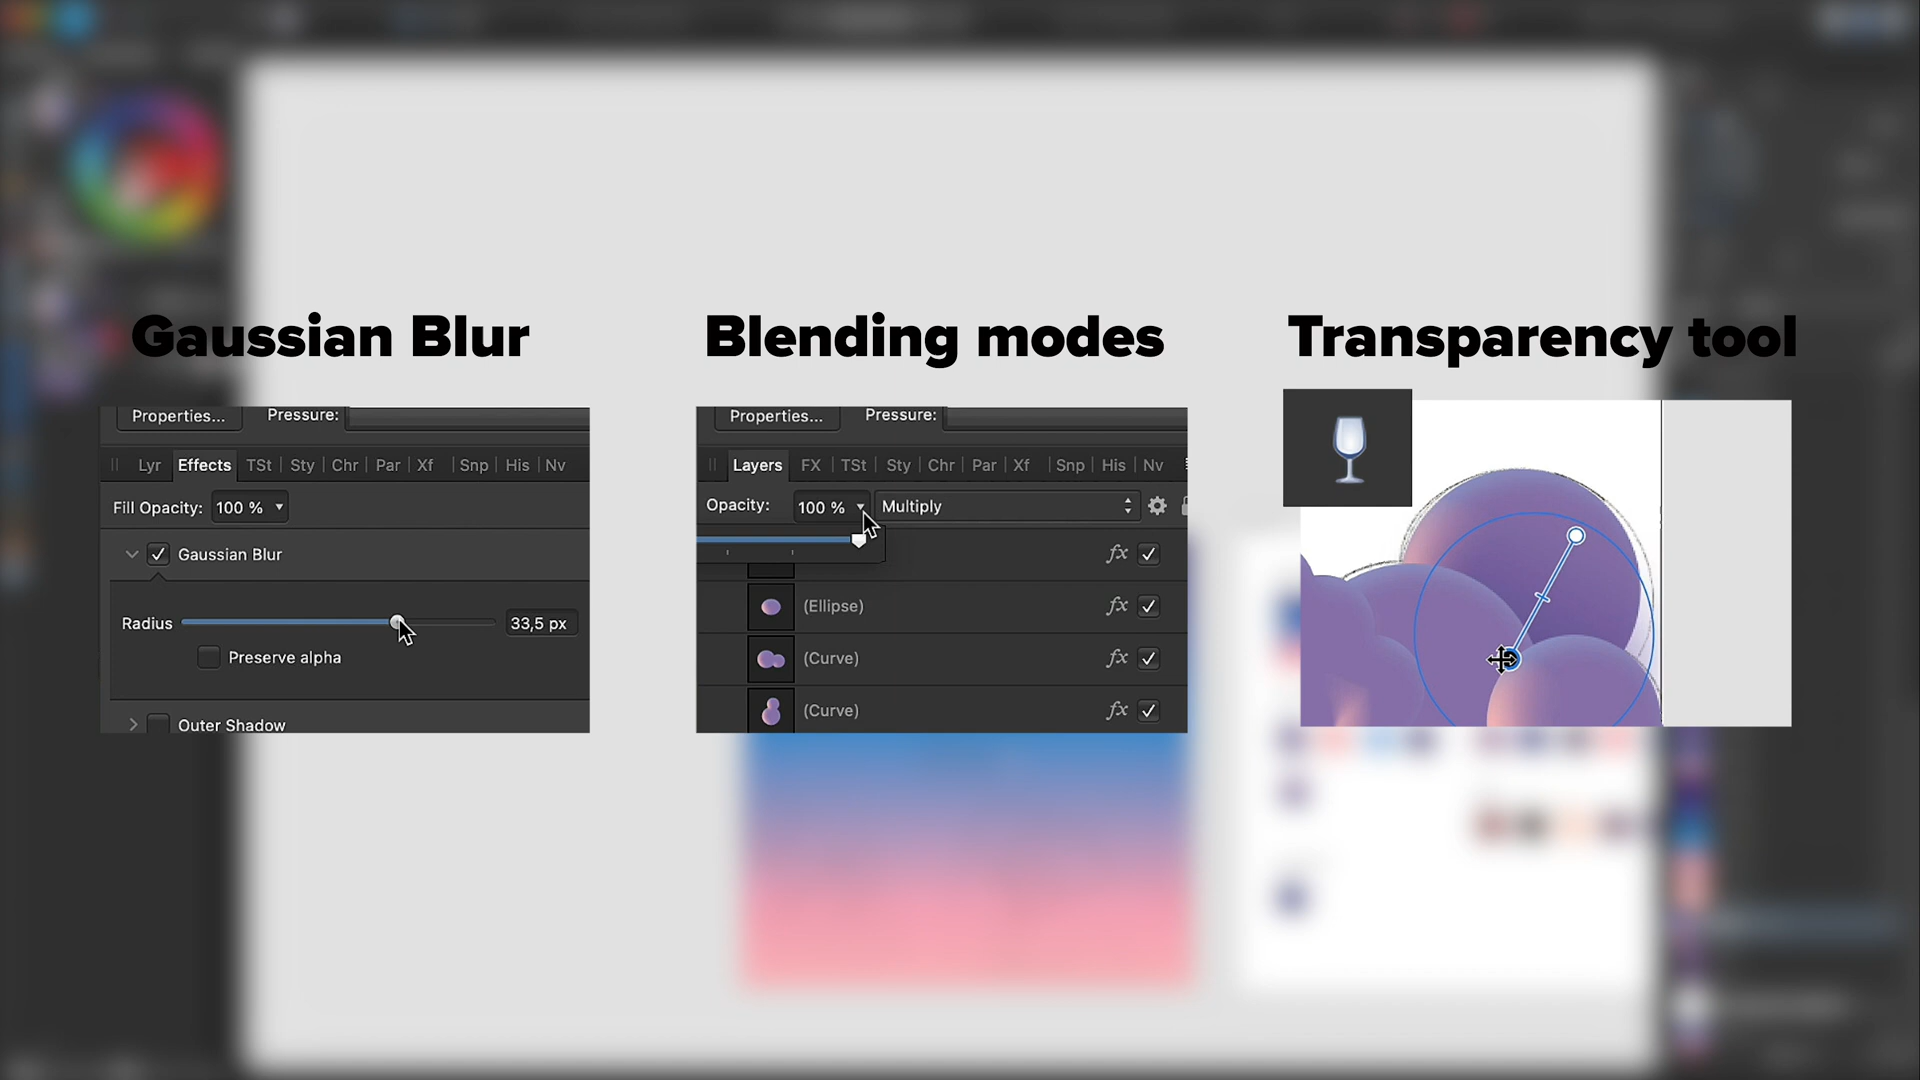 Gaussian Blur
Properties... Pressure:
Lyr Effects TSt Sty Chr Par Xf Snp His Nv
Fill Opacity: 100 %
Gaussian Blur
Radius 33,5 px
Preserve alpha
Outer Shadow
Blending modes
Properties... Pressure:
Layers FX TSt Sty Chr Par Xf Snp His Nv
Opacity: 100 % Multiply
fx
(Ellipse) fx
(Curve) fx
(Curve) fx
Transparency tool